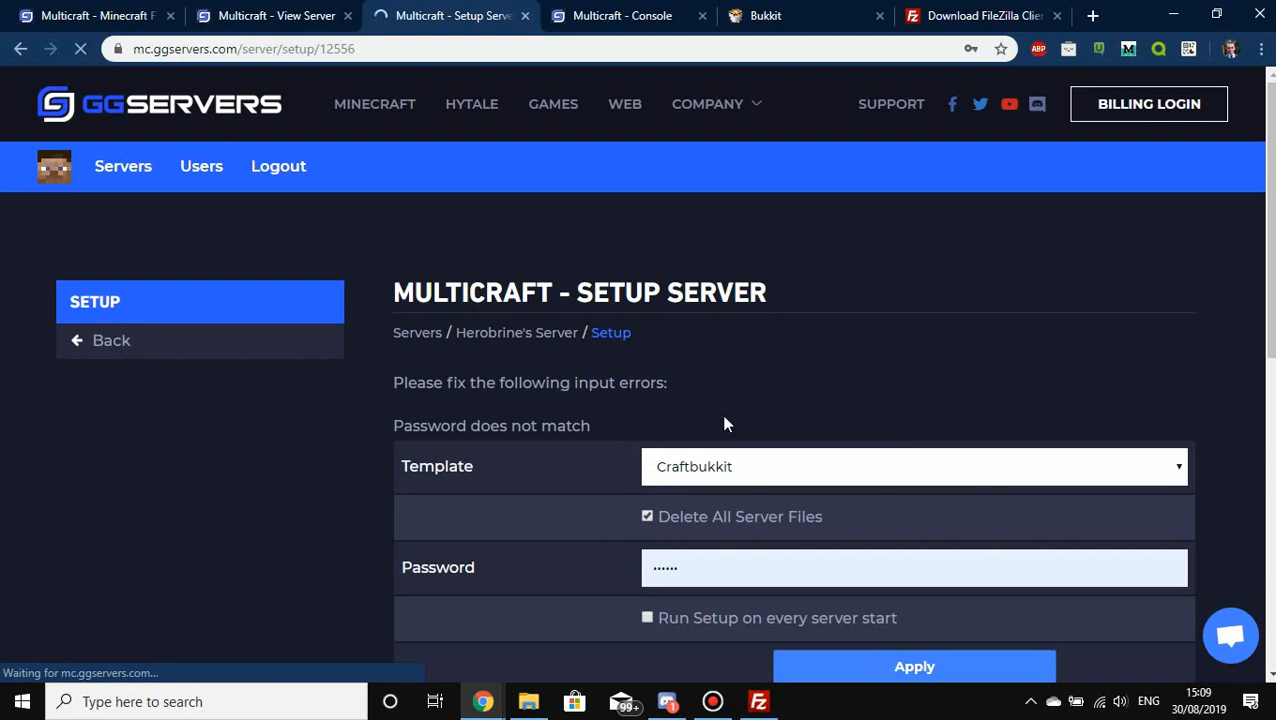 Multicraft - Minecraft F
Multicraft - View Server
Multicraft - Setup Serve
Multicraft - Console
Bukkit
Download FileZilla Clien
mc.ggservers.com/server/setup/12556
ABP
GGSERVERS
MINECRAFT
HYTALE
GAMES
WEB
COMPANY
SUPPORT
BILLING LOGIN
Servers
Users
Logout
SETUP
Back
MULTICRAFT - SETUP SERVER
Servers / Herobrine's Server / Setup
Please fix the following input errors:
Password does not match
Template
Craftbukkit
Delete All Server Files
Password
••••••
Run Setup on every server start
Apply
Waiting for mc.ggservers.com...
Type here to search
99+
1
ENG
15:09
30/08/2019